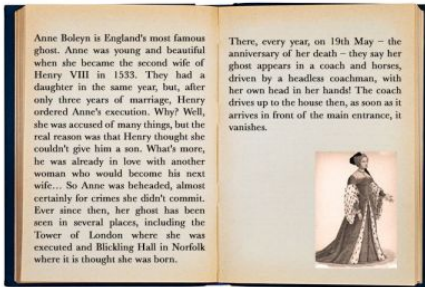 Anne Boleyn is England's most famous
ghost. Anne was young and beautiful
when she became the second wife of
Henry VIII in 1533. They had a
daughter in the same year, but, after
only three years of marriage, Henry
ordered Anne's execution. Why? Well,
she was accused of many things, but the
real reason was that Henry thought she
couldn't give him a son. What's more,
he was already in love with another
woman who would become his next
wife... So Anne was beheaded, almost
certainly for crimes she didn't commit.
Ever since then, her ghost has been
seen in several places, including the
Tower of London where she was
executed and Blickling Hall in Norfolk
where it is thought she was born.
There, every year, on 19th May – the
anniversary of her death – they say her
ghost appears in a coach and horses,
driven by a headless coachman, with
her own head in her hands! The coach
drives up to the house then, as soon as it
arrives in front of the main entrance, it
vanishes.